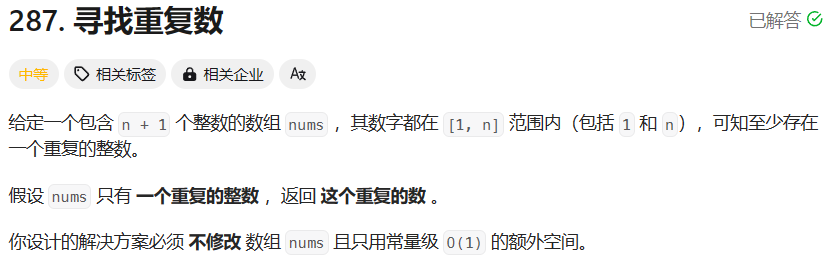 287. 寻找重复数 已解答
中等 相关标签 相关企业
给定一个包含 n + 1 个整数的数组 nums ，其数字都在 [1, n] 范围内（包括 1 和 n），可知至少存在
一个重复的整数。
假设 nums 只有 一个重复的整数 ，返回 这个重复的数 。
你设计的解决方案必须 不修改 数组 nums 且只用常量级 O(1) 的额外空间。